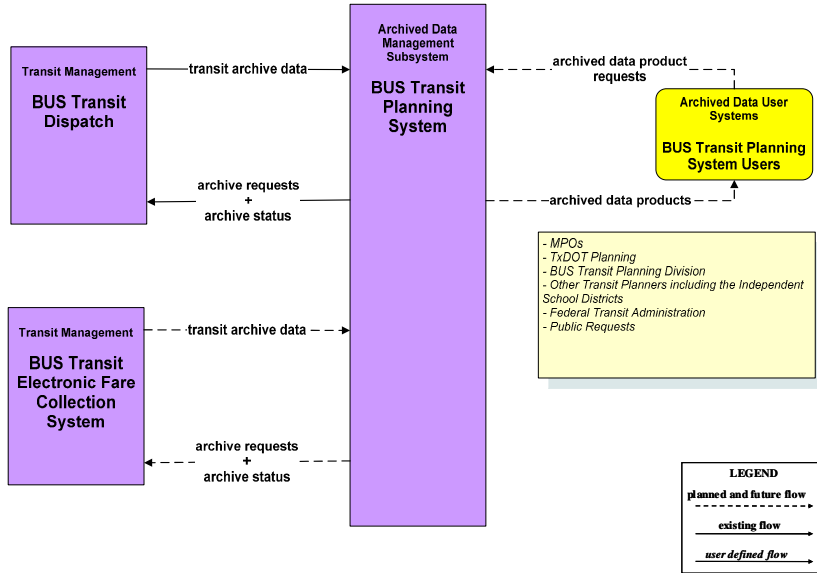 Transit Management
BUS Transit
Dispatch
transit archive data
archive requests
+
archive status
Archived Data
Management
Subsystem
BUS Transit
Planning
System
archived data product
requests
Archived Data User
Systems
BUS Transit Planning
System Users
archived data products
- MPOs
- TxDOT Planning
- BUS Transit Planning Division
- Other Transit Planners including the Independent
School Districts
- Federal Transit Administration
- Public Requests
Transit Management
BUS Transit
Electronic Fare
Collection
System
transit archive data
archive requests
+
archive status
LEGEND
planned and future flow
existing flow
user defined flow